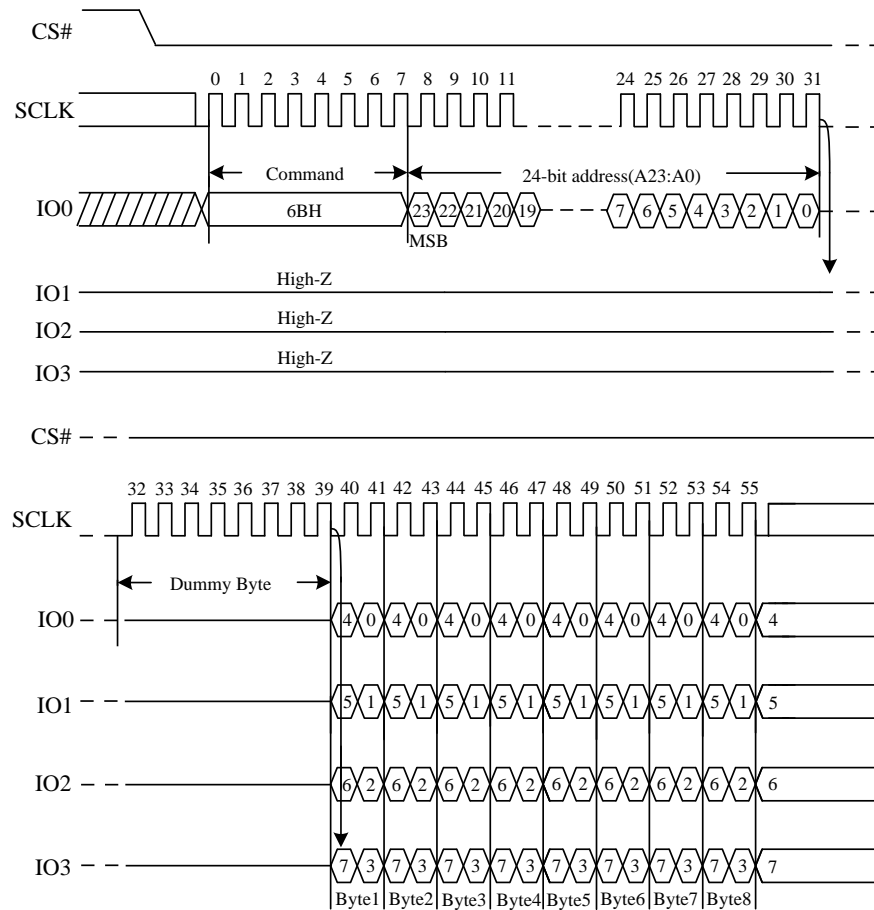 CS#
0 1 2 3 4 5 6 7 8 9 10 11 24 25 26 27 28 29 30 31
SCLK
Command 24-bit address(A23:A0)
IO0 6BH 23 22 21 20 19 7 6 5 4 3 2 1 0
MSB
High-Z
IO1
High-Z
IO2
High-Z
IO3
CS#
32 33 34 35 36 37 38 39 40 41 42 43 44 45 46 47 48 49 50 51 52 53 54 55
SCLK
Dummy Byte
IO0 4 0 4 0 4 0 4 0 4 0 4 0 4 0 4 0 4
IO1 5 1 5 1 5 1 5 1 5 1 5 1 5 1 5 1 5
IO2 6 2 6 2 6 2 6 2 6 2 6 2 6 2 6 2 6
IO3 7 3 7 3 7 3 7 3 7 3 7 3 7 3 7 3 7
Byte1 Byte2 Byte3 Byte4 Byte5 Byte6 Byte7 Byte8